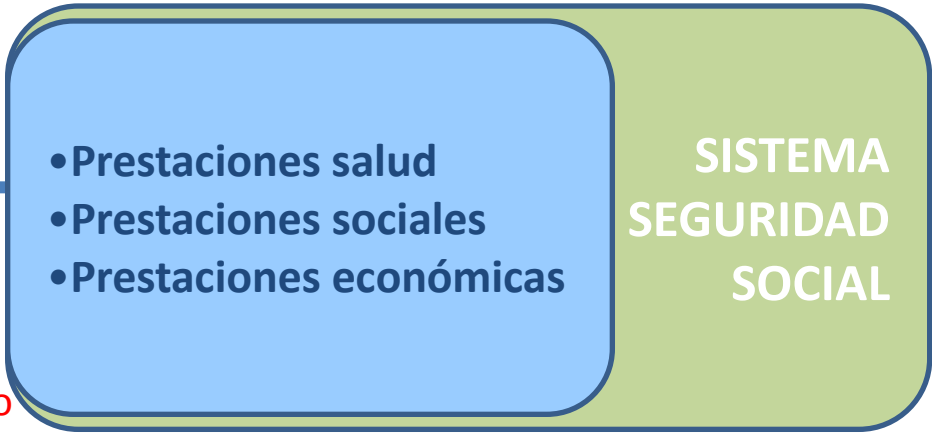 •Prestaciones salud
•Prestaciones sociales
•Prestaciones económicas
SISTEMA
SEGURIDAD
SOCIAL
o